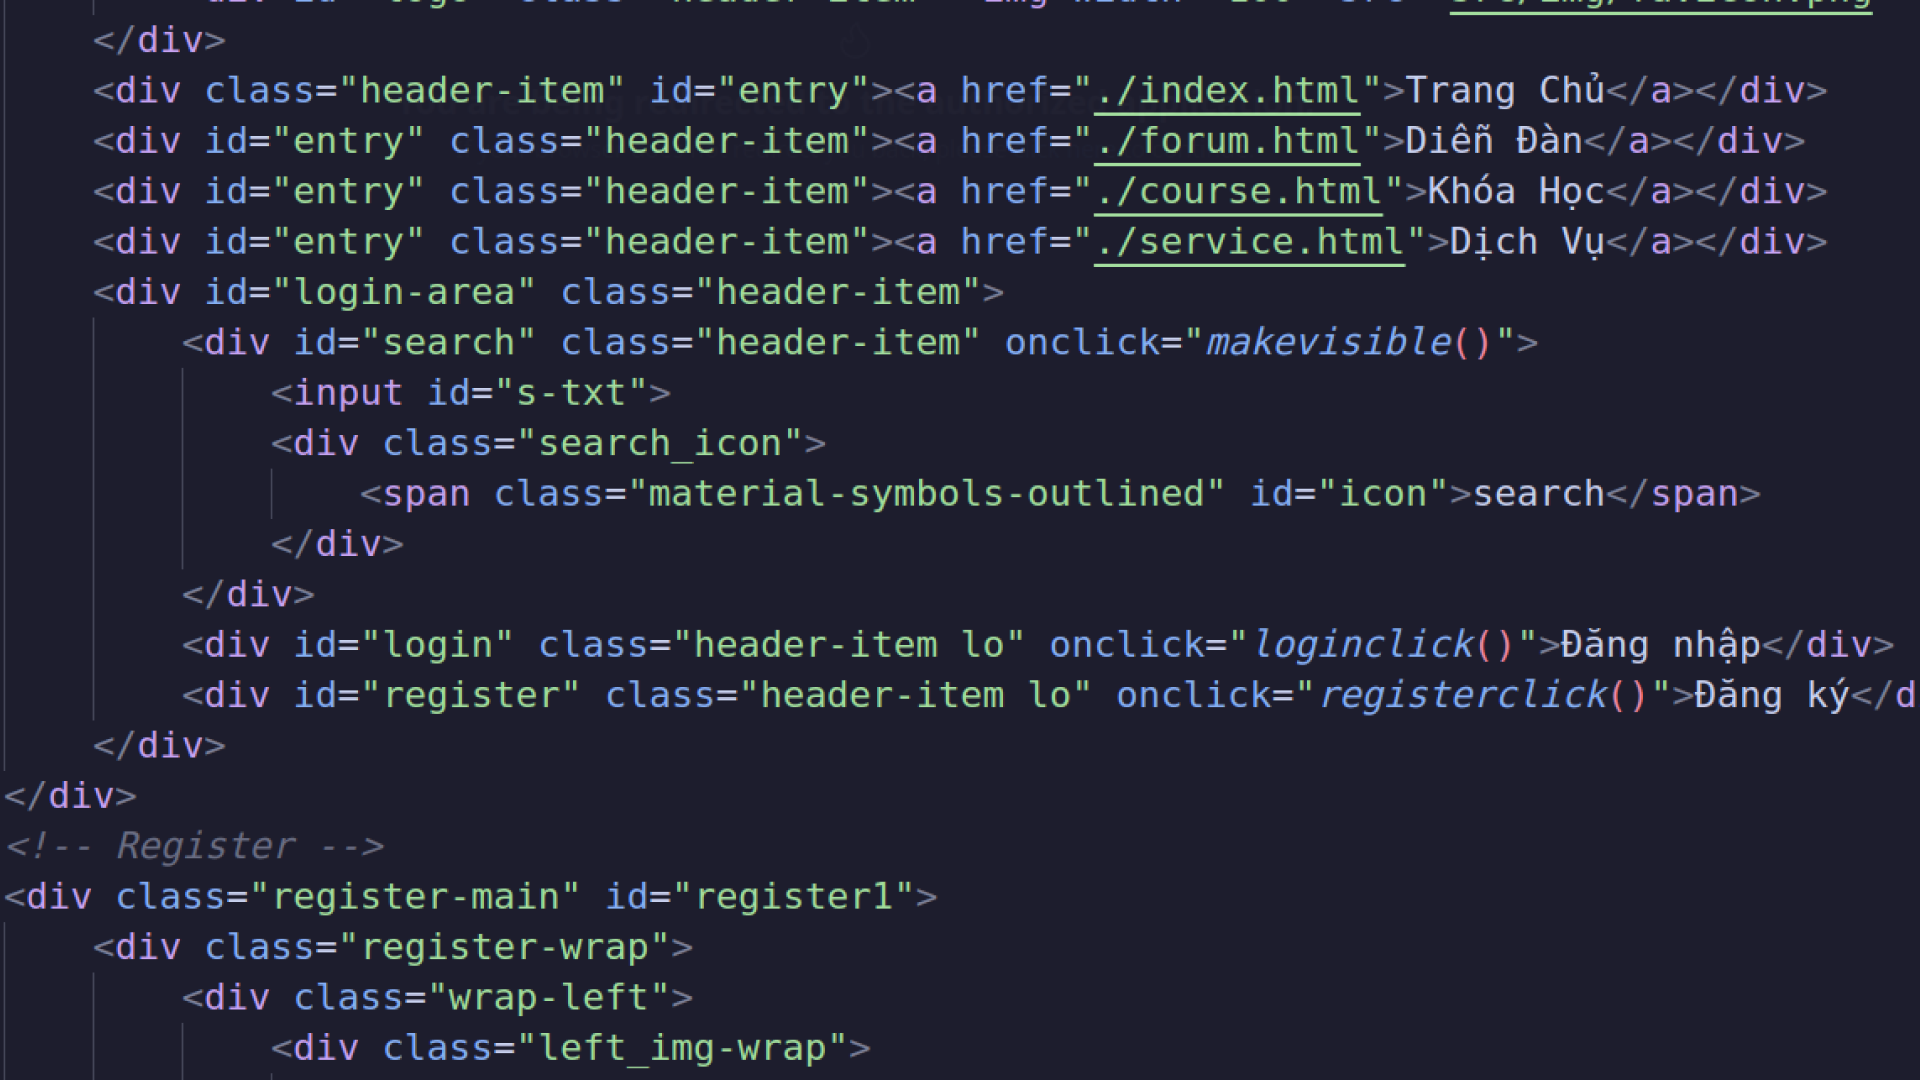 </div>
<div class="header-item" id="entry"><a href="./index.html">Trang Chủ</a></div>
<div id="entry" class="header-item"><a href="./forum.html">Diễn Đàn</a></div>
<div id="entry" class="header-item"><a href="./course.html">Khóa Học</a></div>
<div id="entry" class="header-item"><a href="./service.html">Dịch Vụ</a></div>
<div id="login-area" class="header-item">
<div id="search" class="header-item" onclick="makevisible()">
<input id="s-txt">
<div class="search_icon">
<span class="material-symbols-outlined" id="icon">search</span>
</div>
</div>
<div id="login" class="header-item lo" onclick="loginclick()">Đăng nhập</div>
<div id="register" class="header-item lo" onclick="registerclick()">Đăng ký</d
</div>
</div>
<!-- Register -->
<div class="register-main" id="register1">
<div class="register-wrap">
<div class="wrap-left">
<div class="left_img-wrap">